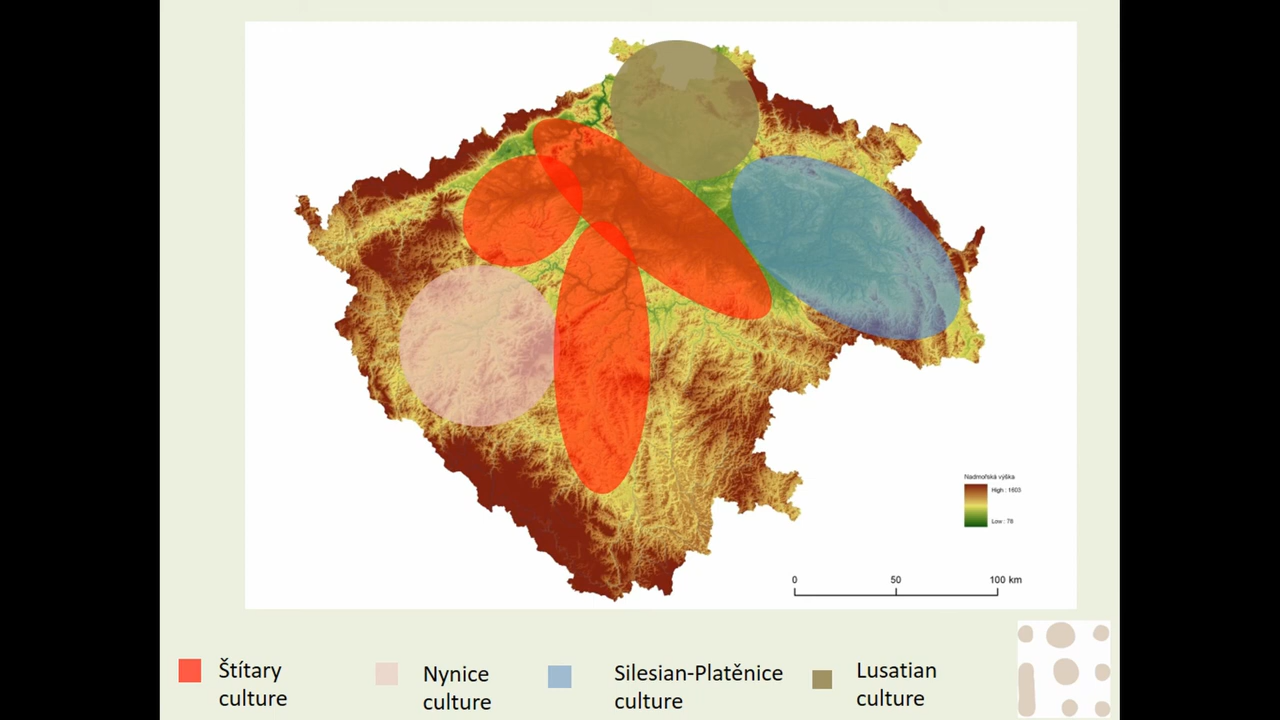 Nadmořská výška
High : 1603
Low : 78
0 50 100 km
Štítary
culture
Nynice
culture
Silesian-Platěnice
culture
Lusatian
culture